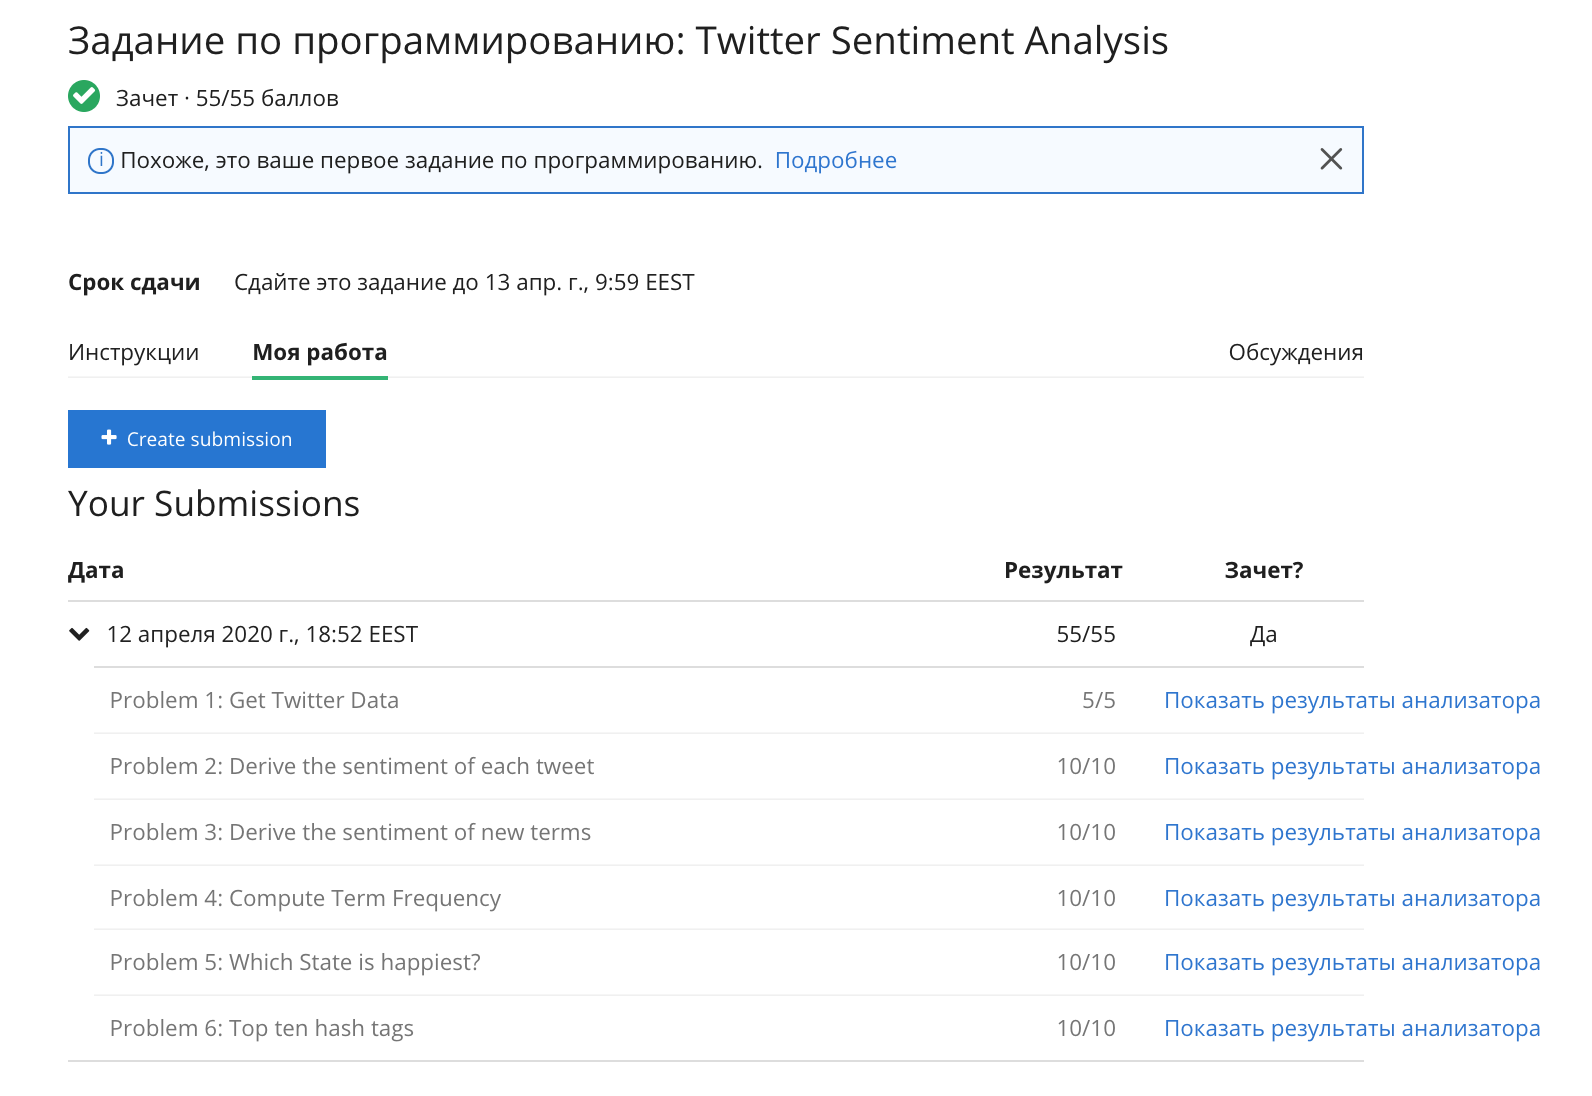 Задание по программированию: Twitter Sentiment Analysis
Зачет · 55/55 баллов
Похоже, это ваше первое задание по программированию. Подробнее
Срок сдачи Сдайте это задание до 13 апр. г., 9:59 EEST
Инструкции Моя работа Обсуждения
+ Create submission
Your Submissions
Дата Результат Зачет?
12 апреля 2020 г., 18:52 EEST 55/55 Да
Problem 1: Get Twitter Data 5/5 Показать результаты анализатора
Problem 2: Derive the sentiment of each tweet 10/10 Показать результаты анализатора
Problem 3: Derive the sentiment of new terms 10/10 Показать результаты анализатора
Problem 4: Compute Term Frequency 10/10 Показать результаты анализатора
Problem 5: Which State is happiest? 10/10 Показать результаты анализатора
Problem 6: Top ten hash tags 10/10 Показать результаты анализатора